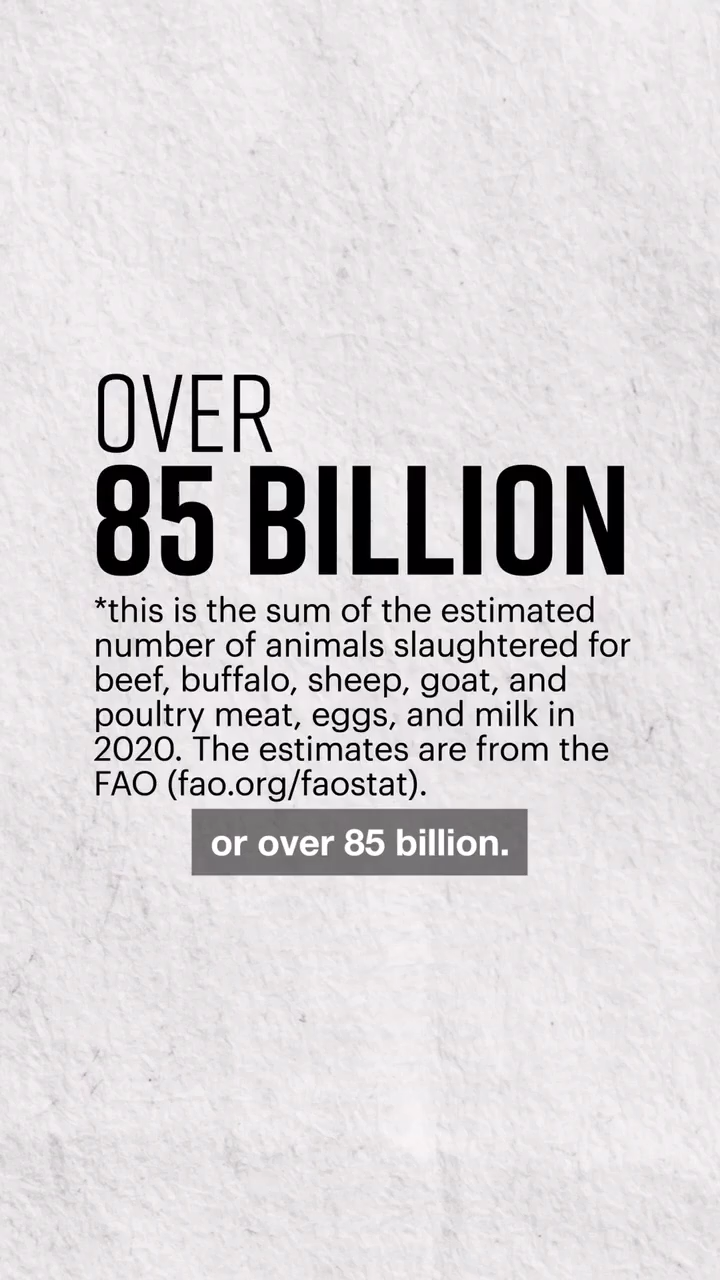 OVER
85 BILLION
*this is the sum of the estimated
number of animals slaughtered for
beef, buffalo, sheep, goat, and
poultry meat, eggs, and milk in
2020. The estimates are from the
FAO (fao.org/faostat).
or over 85 billion.